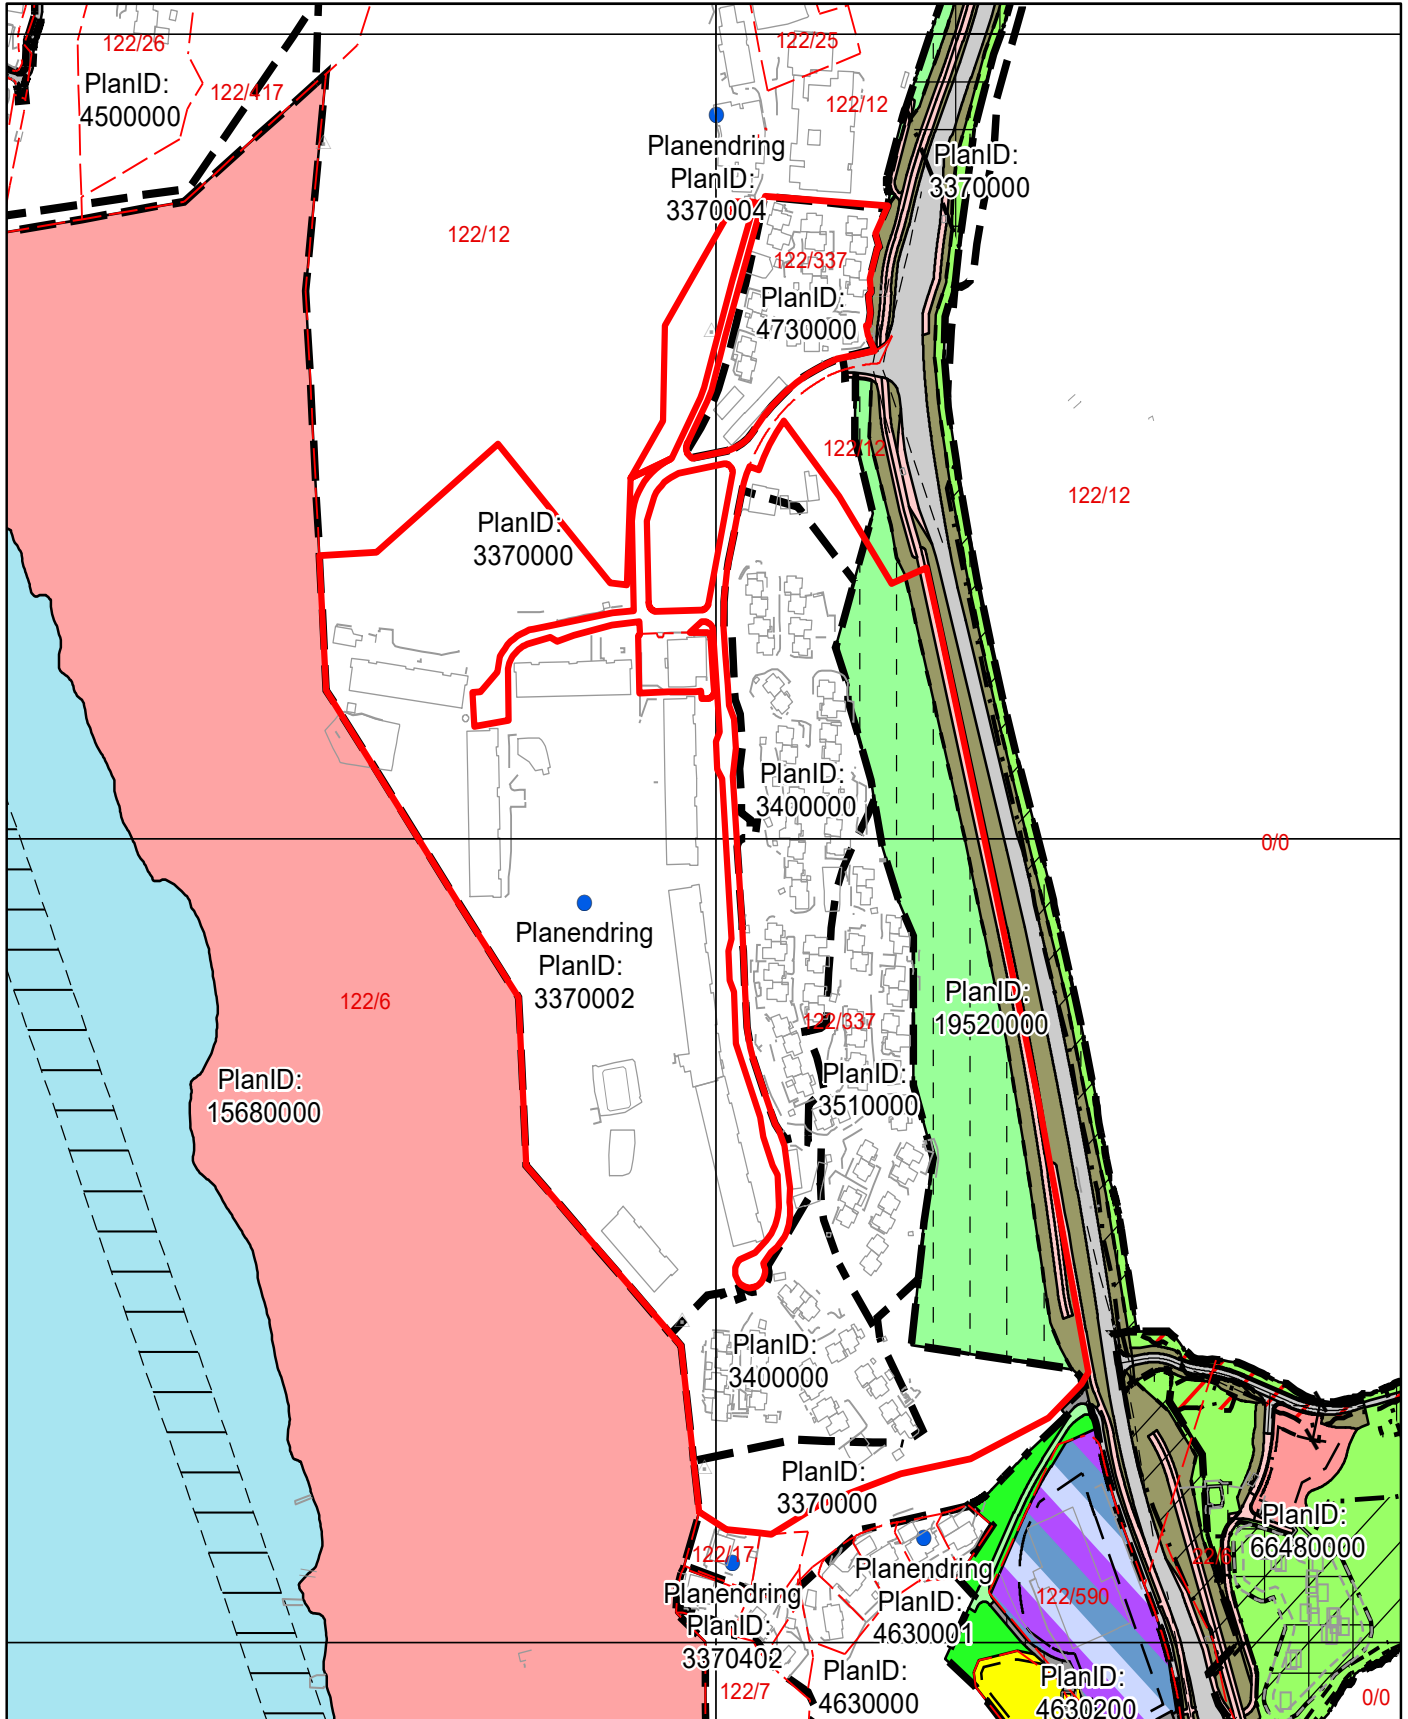 122/26
122/25
PlanID:
4500000
122/417
122/12
Planendring
PlanID:
3370004
PlanID:
3370000
122/12
122/337
PlanID:
4730000
122/12
122/12
PlanID:
3370000
PlanID:
3400000
0/0
Planendring
PlanID:
3370002
122/6
PlanID:
19520000
122/337
PlanID:
15680000
PlanID:
3510000
PlanID:
3400000
PlanID:
3370000
PlanID:
66480000
122/17
22/6
Planendring
PlanID:
4630001
Planendring
PlanID:
3370402
122/590
PlanID:
4630000
PlanID:
4630200
122/7
0/0